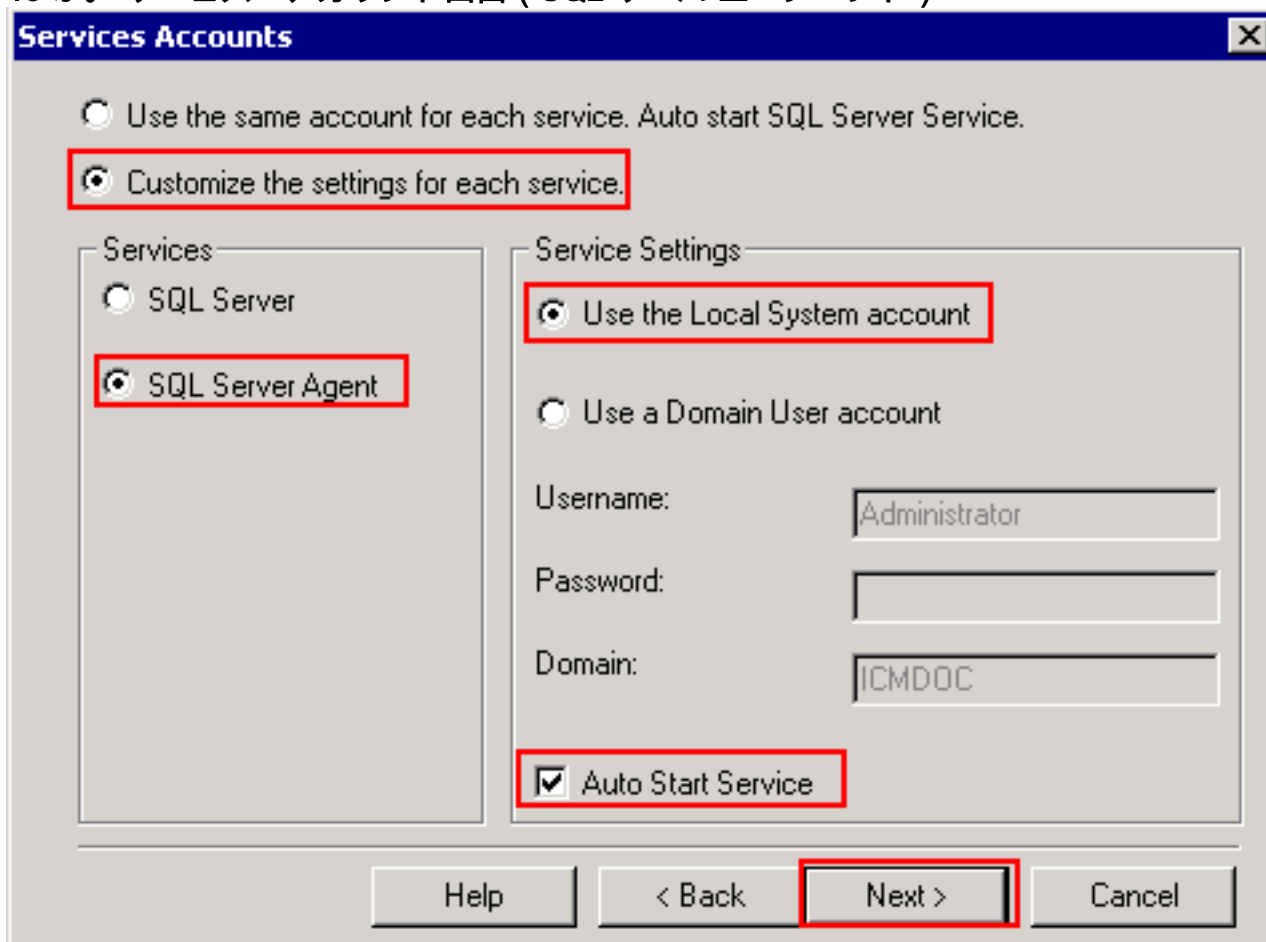 Services Accounts
Use the same account for each service. Auto start SQL Server Service.
Customize the settings for each service.
Services
SQL Server
SQL Server Agent
Service Settings
Use the Local System account
Use a Domain User account
Username:
Administrator
Password:
Domain:
ICMDOC
Auto Start Service
Help
< Back
Next >
Cancel